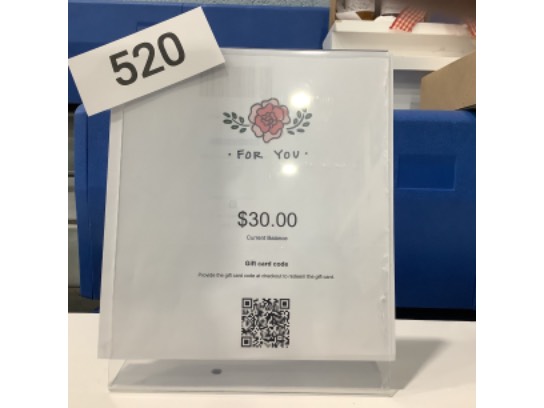 520
• FOR YOU •
$30.00
Current Balance
Gift card code
Provide the gift card code at checkout to redeem the gift card